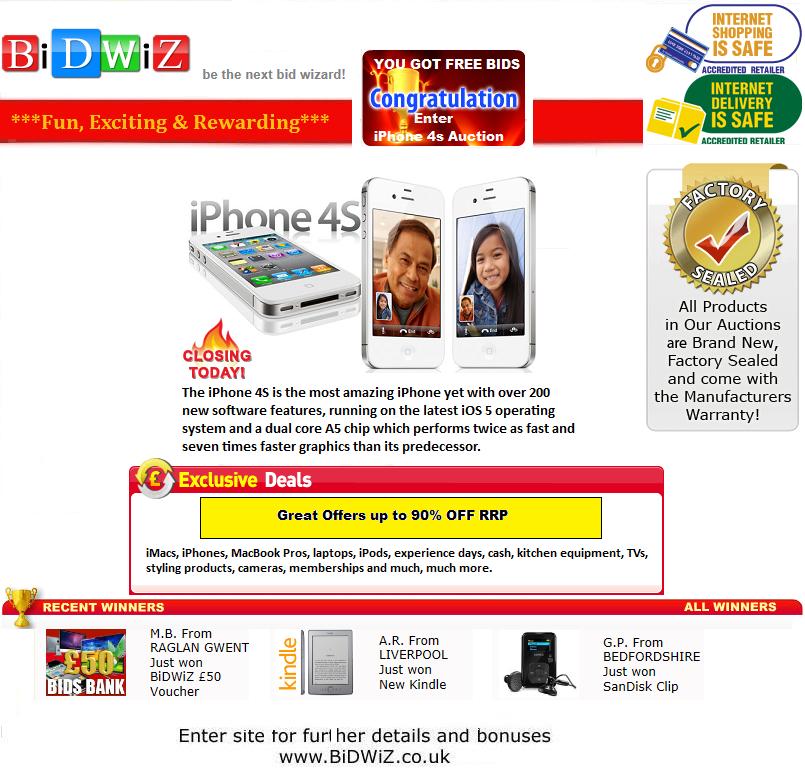 BiDWiZ
be the next bid wizard!
***Fun, Exciting & Rewarding***
YOU GOT FREE BIDS
Congratulation
Enter
iPhone 4s Auction
INTERNET
SHOPPING
IS SAFE
ACCREDITED RETAILER
INTERNET
DELIVERY
IS SAFE
ACCREDITED RETAILER
iPhone 4S
FACTORY
SEALED
All Products
in Our Auctions
are Brand New,
Factory Sealed
and come with
the Manufacturers
Warranty!
CLOSING
TODAY!
The iPhone 4S is the most amazing iPhone yet with over 200
new software features, running on the latest iOS 5 operating
system and a dual core A5 chip which performs twice as fast and
seven times faster graphics than its predecessor.
£ Exclusive Deals
Great Offers up to 90% OFF RRP
iMacs, iPhones, MacBook Pros, laptops, iPods, experience days, cash, kitchen equipment, TVs,
styling products, cameras, memberships and much, much more.
RECENT WINNERS
ALL WINNERS
£50
BIDS BANK
M.B. From
RAGLAN GWENT
Just won
BiDWiZ £50
Voucher
kindle
A.R. From
LIVERPOOL
Just won
New Kindle
G.P. From
BEDFORDSHIRE
Just won
SanDisk Clip
Enter site for further details and bonuses
www.BiDWiZ.co.uk